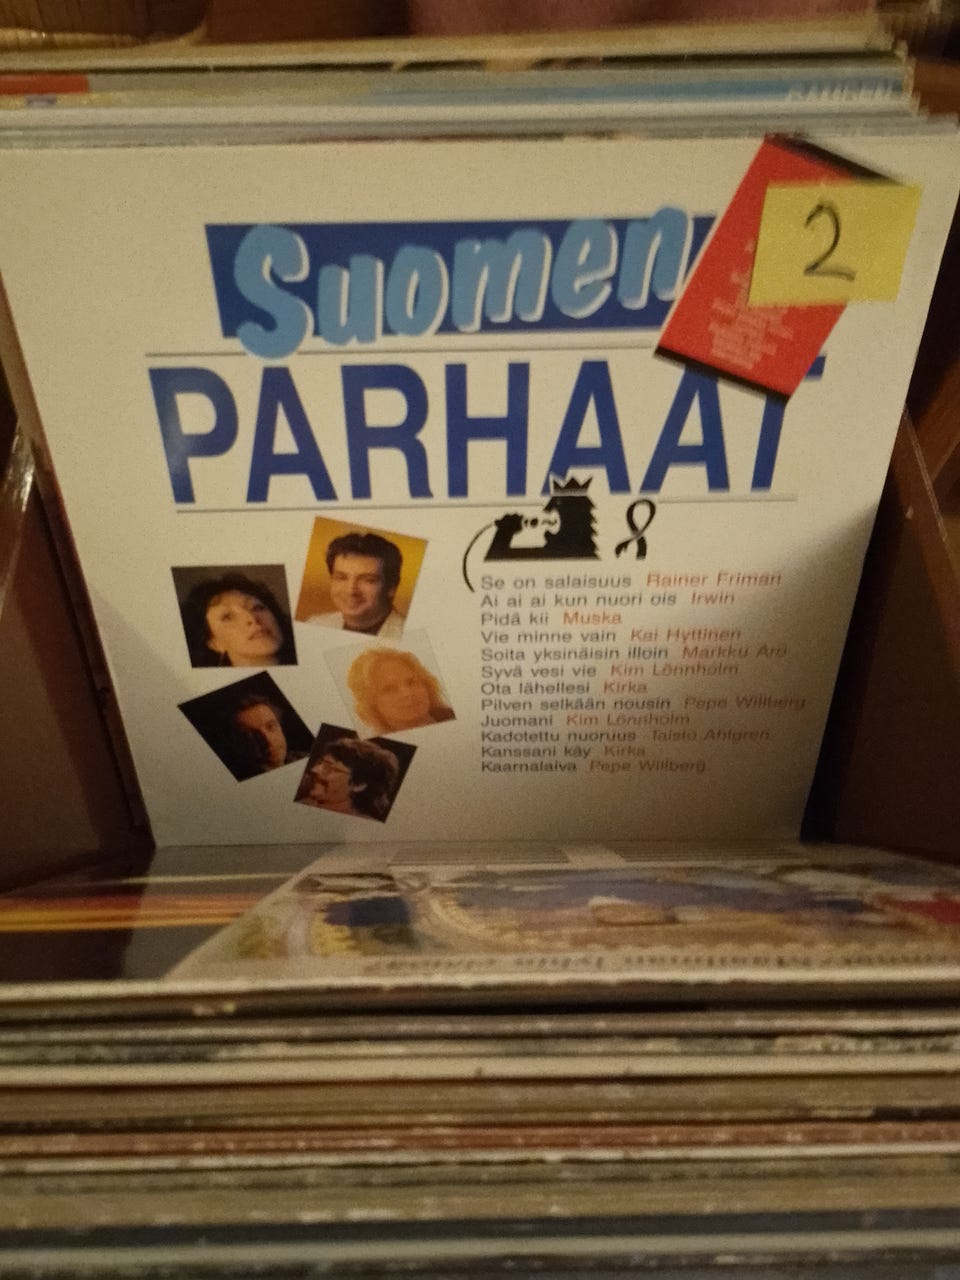 Suomen
2
PARHAAT
Se on salaisuus Rainer Friman
Ai ai ai kun nuori ois Irwin
Pidä kii Muska
Vie minne vain Kai Hyttinen
Soita yksinäisin illoin Markku Aro
Syvä vesi vie Kim Lönnholm
Ota lähellesi Kirka
Pilven selkään nousin Pepe Willberg
Juomani Kim Lönnholm
Kadotettu nuoruus Taisto Ahlgren
Kanssani käy Kirka
Kaarnalaiva Pepe Willberg